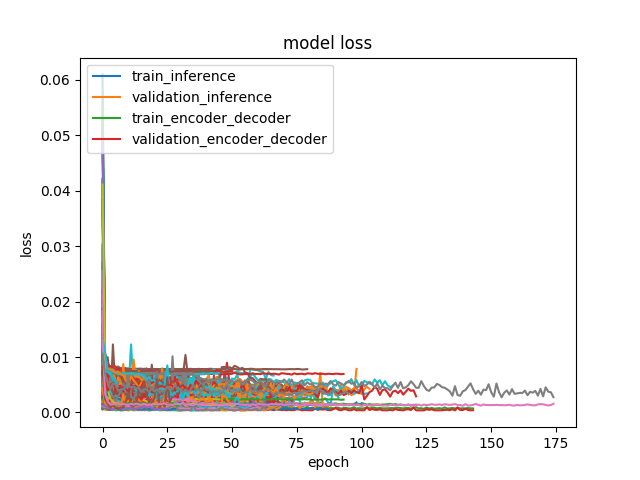 model loss
train_inference
validation_inference
train_encoder_decoder
validation_encoder_decoder
0.06
0.05
0.04
0.03
0.02
0.01
0.00
loss
0 25 50 75 100 125 150 175
epoch